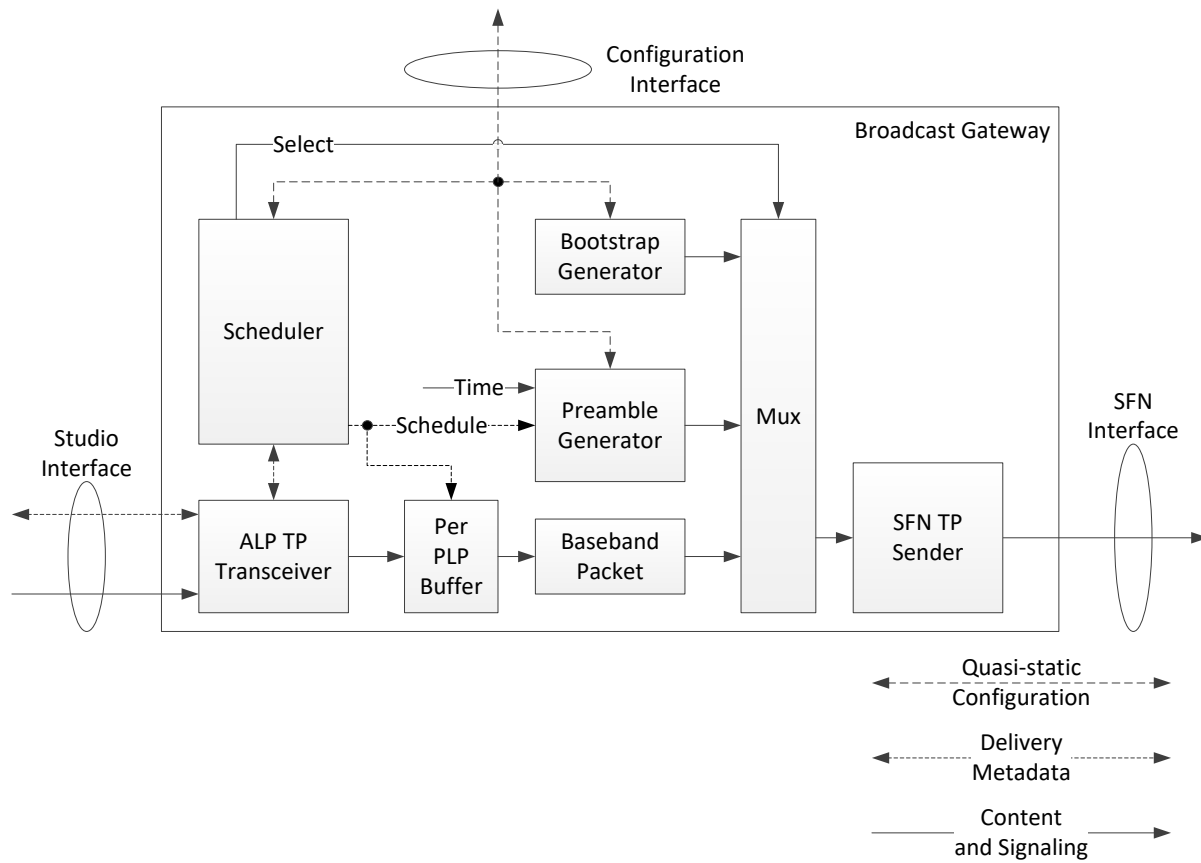 Configuration
Interface
Broadcast Gateway
Select
Bootstrap
Generator
Scheduler
Time
Preamble
Generator
Mux
Schedule
SFN
Interface
Studio
Interface
ALP TP
Transceiver
Per
PLP
Buffer
Baseband
Packet
SFN TP
Sender
Quasi-static
Configuration
Delivery
Metadata
Content
and Signaling